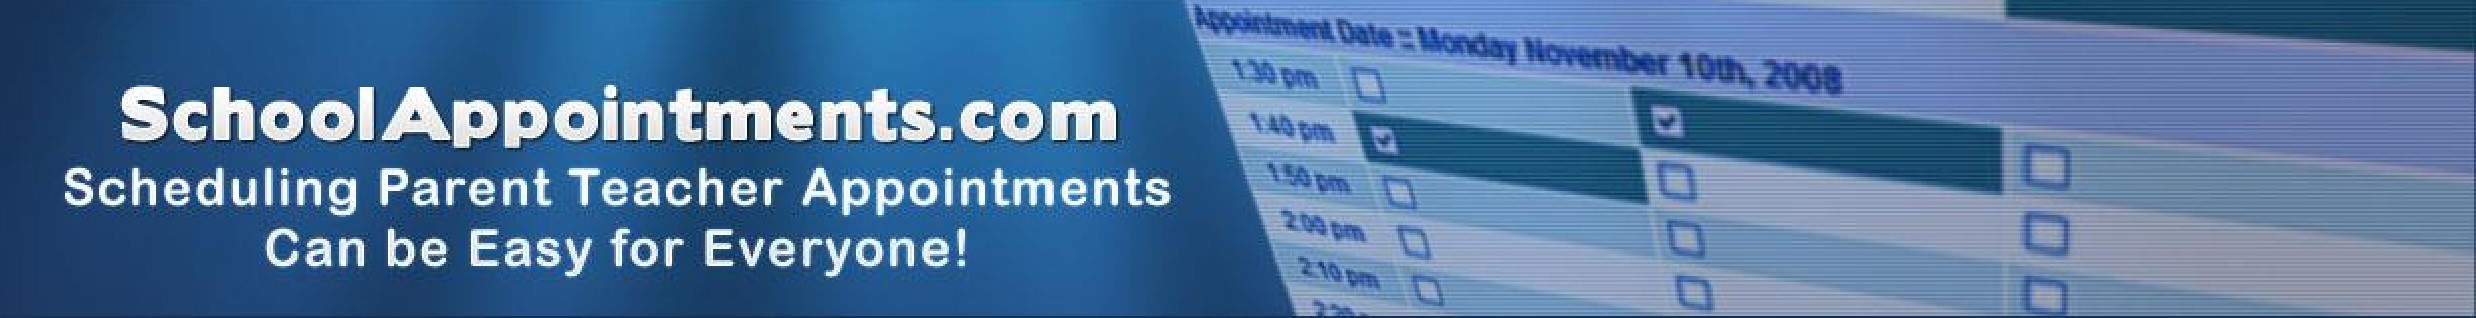 SchoolAppointments.com
Scheduling Parent Teacher Appointments
Can be Easy for Everyone!
Appointment Date :: Monday November 10th, 2008
1:30 pm
1:40 pm
1:50 pm
2:00 pm
2:10 pm